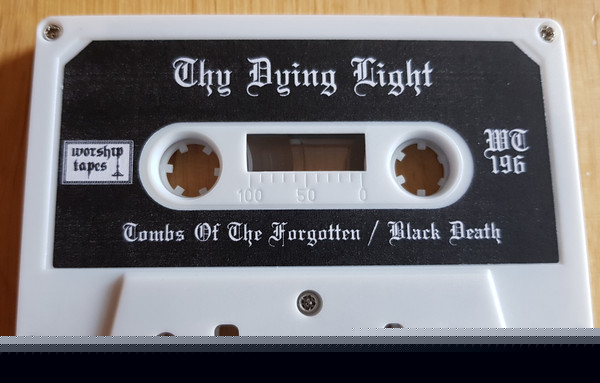 Thy Dying Light
worship
tapes
WT
196
100 50 0
Tombs Of The Forgotten / Black Death